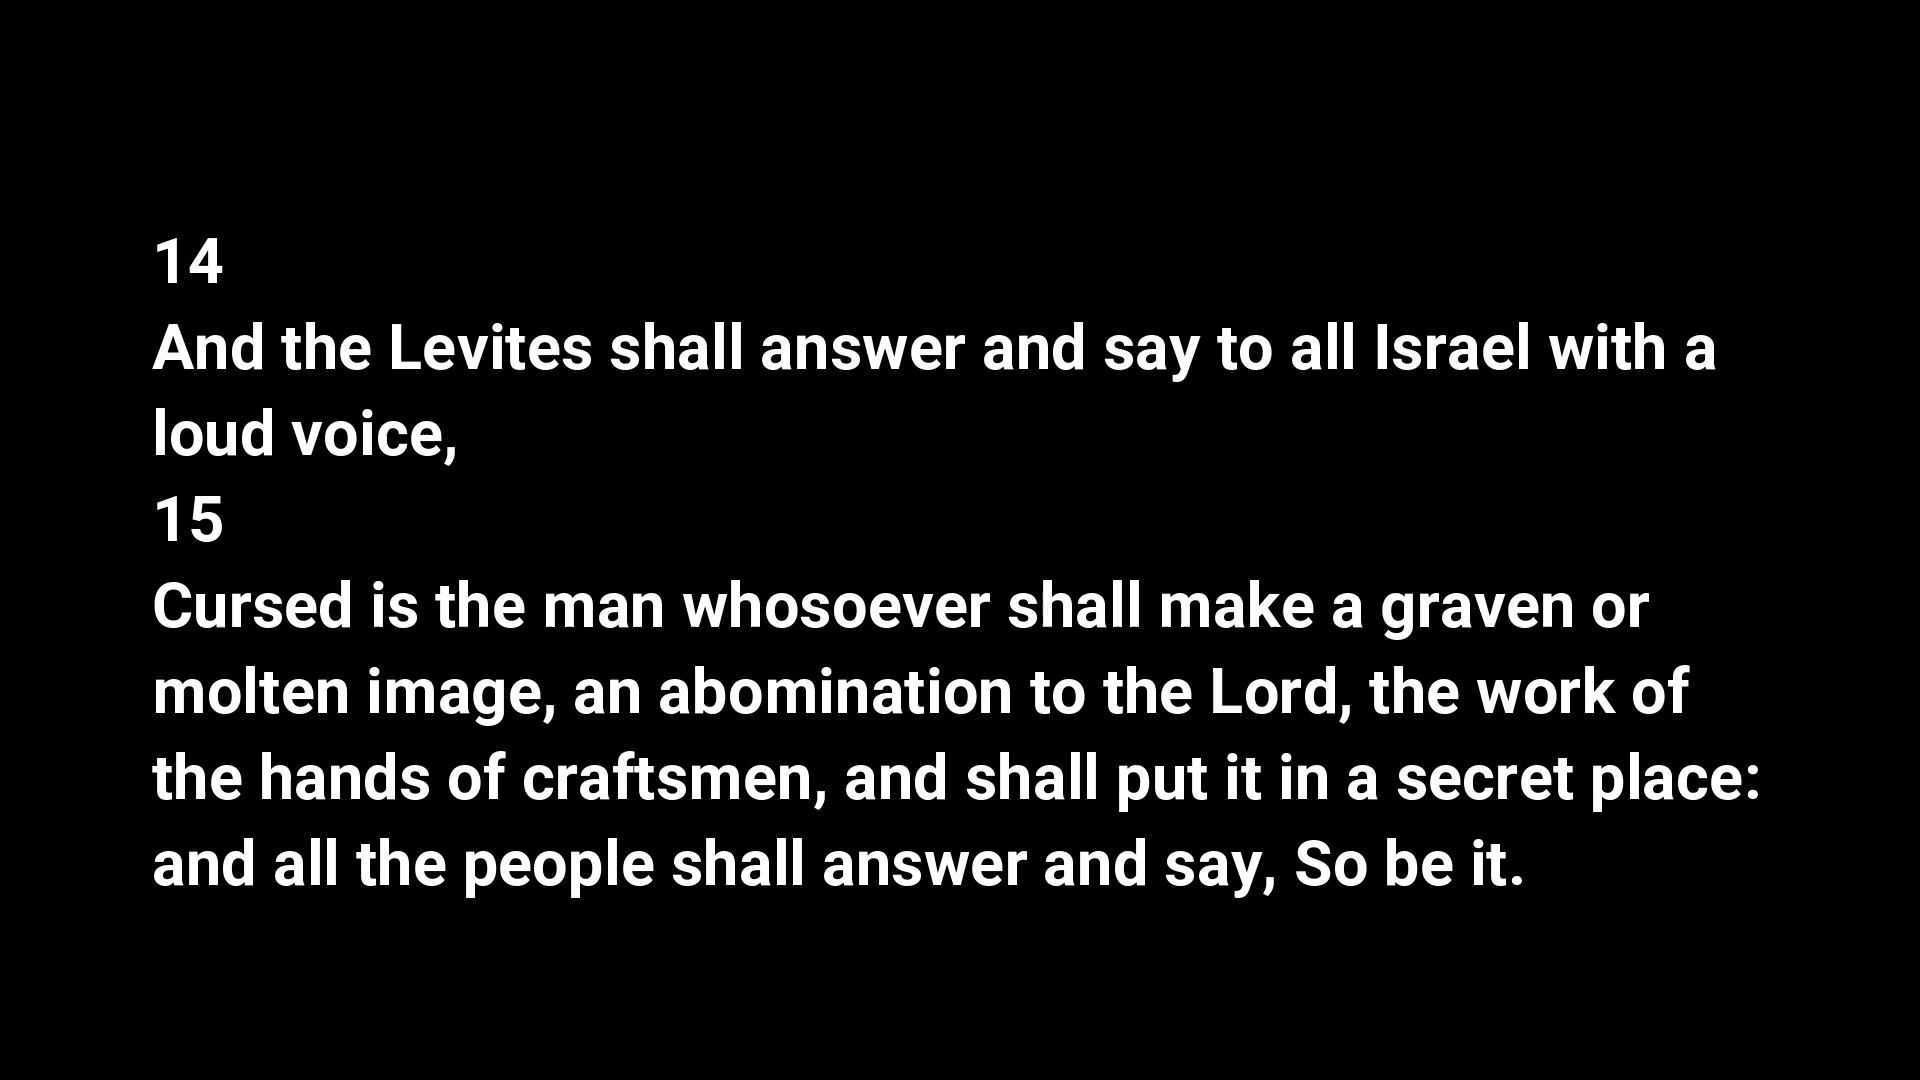 14
And the Levites shall answer and say to all Israel with a
loud voice,
15
Cursed is the man whosoever shall make a graven or
molten image, an abomination to the Lord, the work of
the hands of craftsmen, and shall put it in a secret place:
and all the people shall answer and say, So be it.